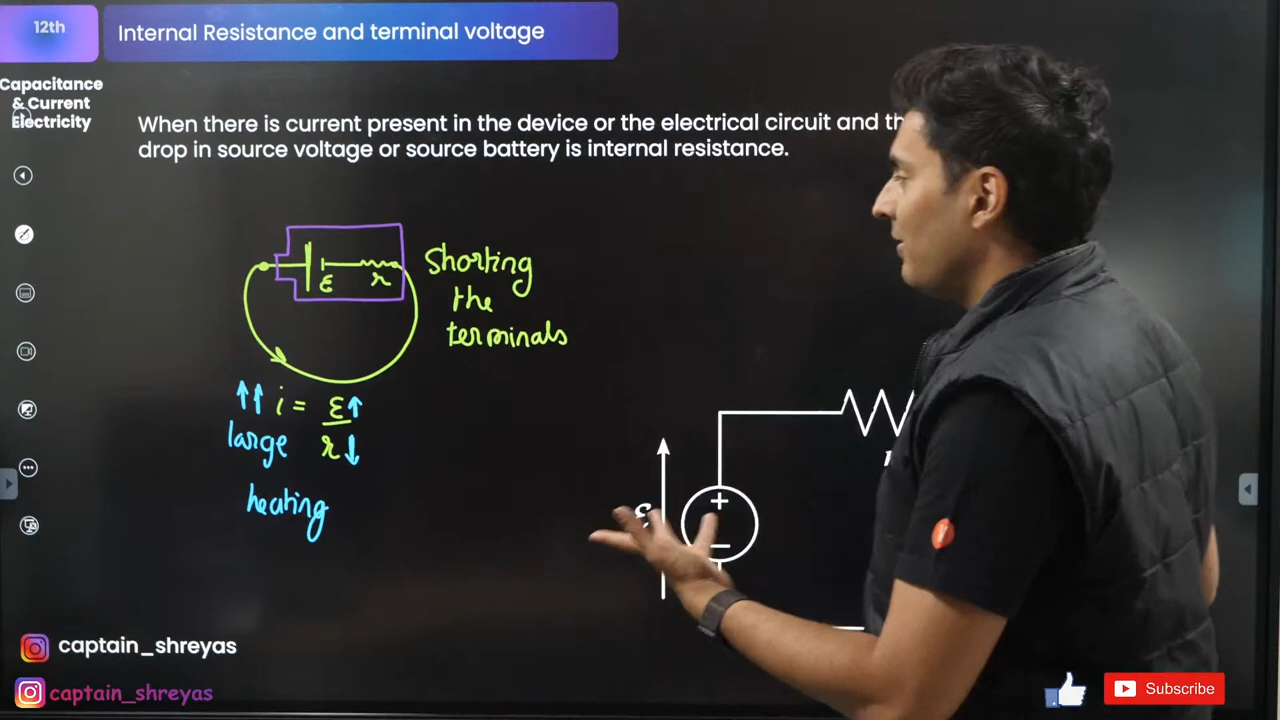 12th
Internal Resistance and terminal voltage
Capacitance
& Current
Electricity
When there is current present in the device or the electrical circuit and
drop in source voltage or source battery is internal resistance.
ε r
Shorting
the
terminals
↑↑ i = ε↑
large r↓
heating
+
ε
−
captain_shreyas
captain_shreyas
Subscribe